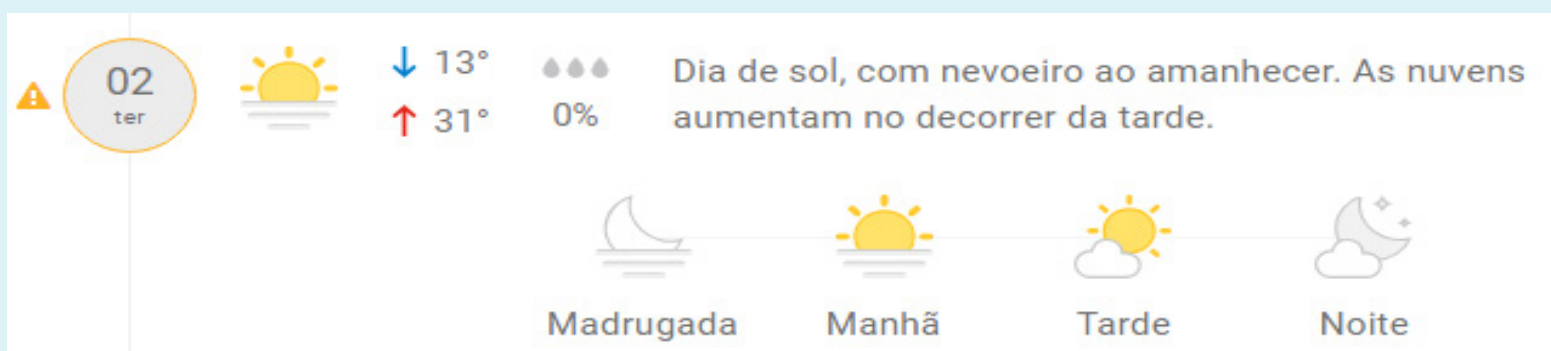 02
ter
13°
31°
0%
Dia de sol, com nevoeiro ao amanhecer. As nuvens
aumentam no decorrer da tarde.
Madrugada Manhã Tarde Noite